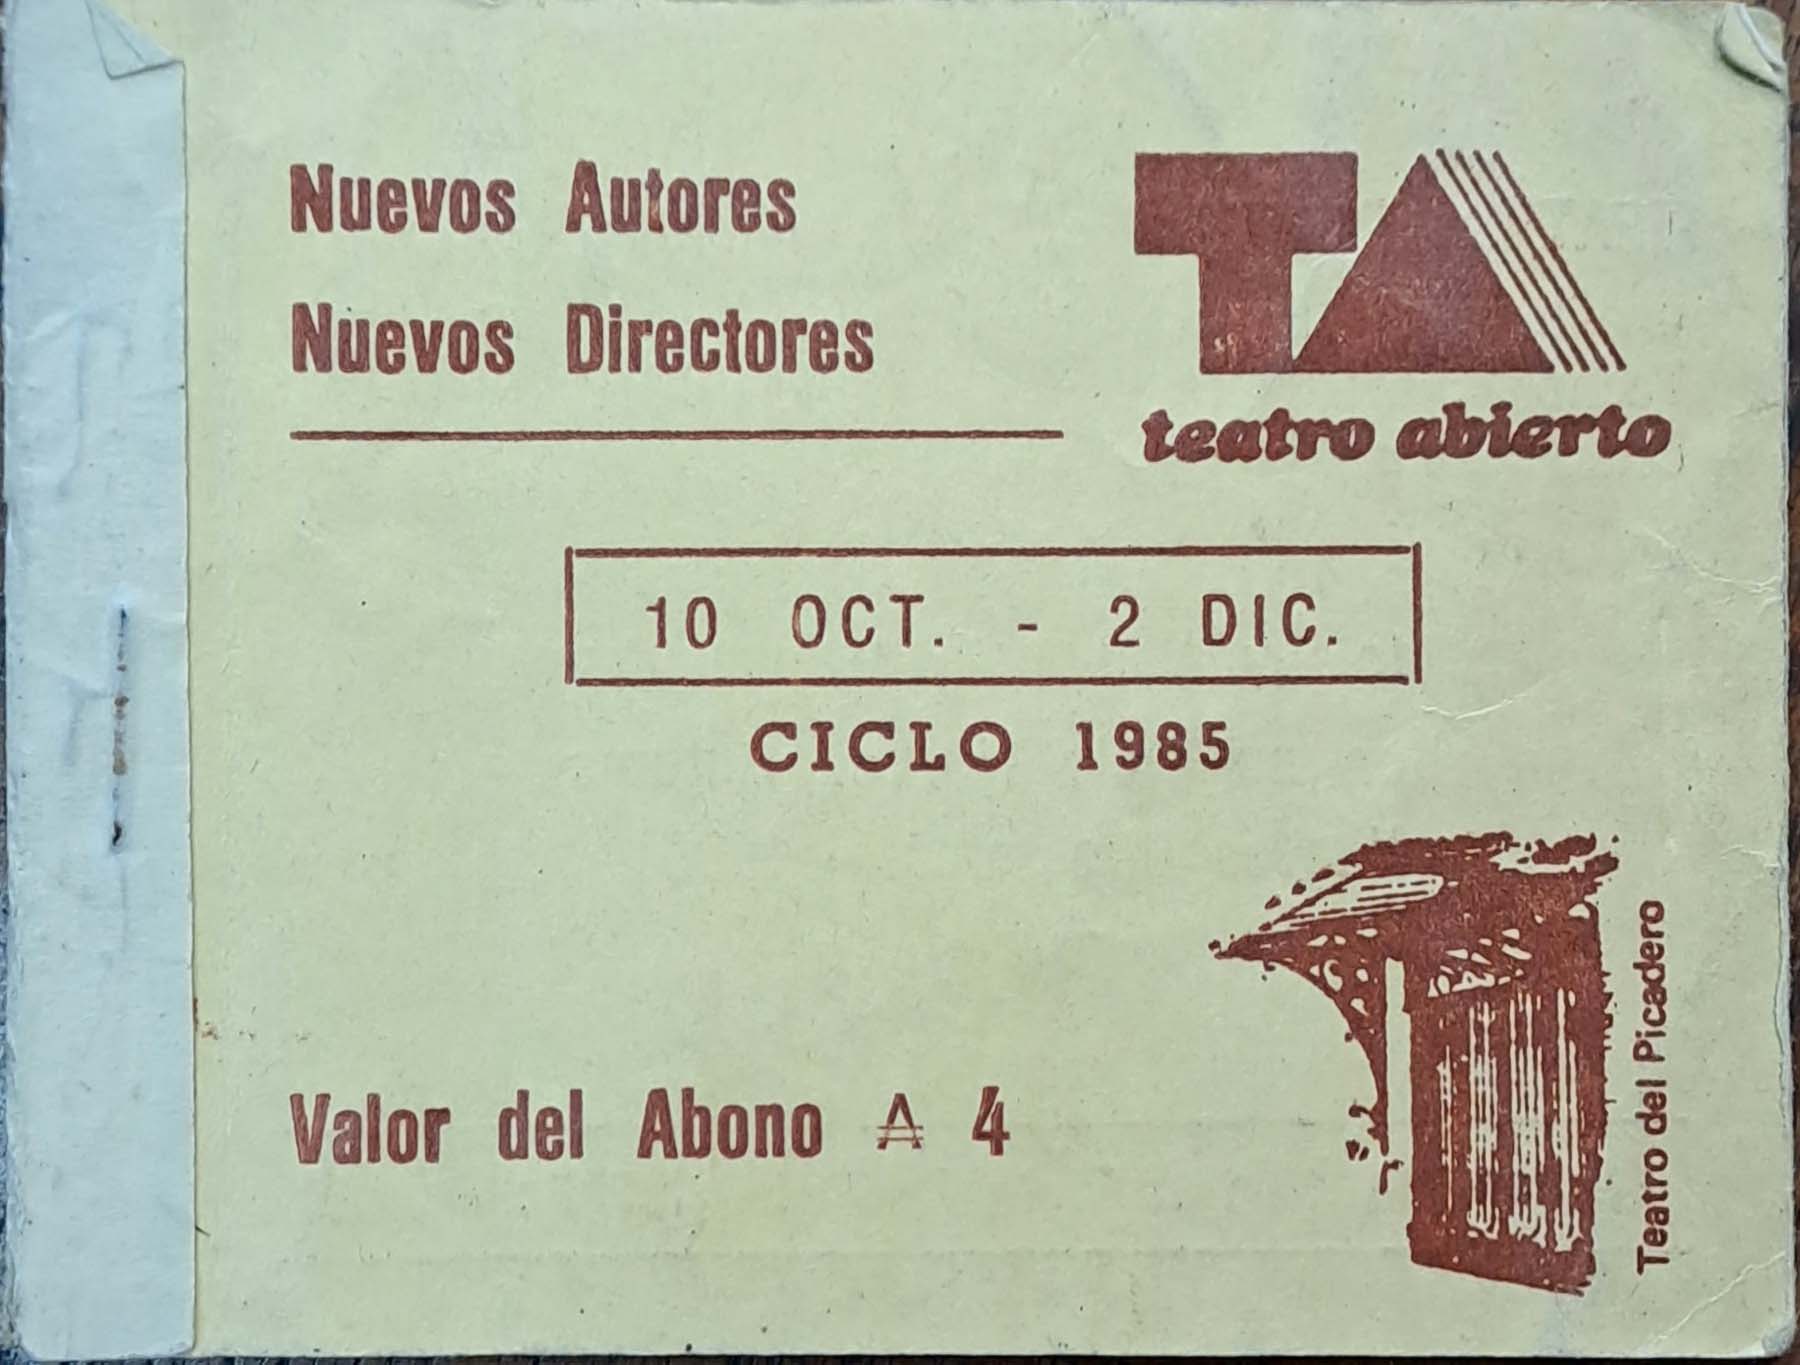 Nuevos Autores
Nuevos Directores
TA
teatro abierto
10 OCT. - 2 DIC.
CICLO 1985
Valor del Abono ₳ 4
Teatro del Picadero